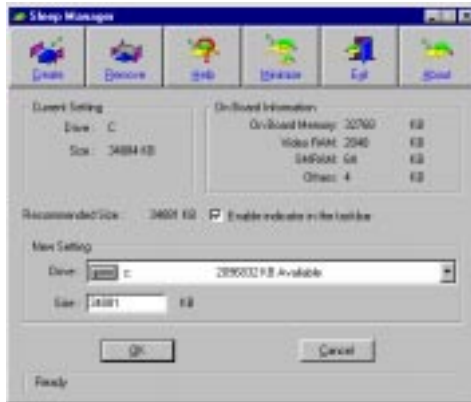 Sleep Manager
Create Remove Help Minimize Exit About
Current Setting
Drive: C
Size: 34884 KB
On-Board Information
On-Board Memory: 32768 KB
Video RAM: 2048 KB
SMRAM: 64 KB
Others: 4 KB
Recommended Size: 34881 KB Enable indicator in the taskbar
New Setting
Drive: c: 2096832 KB Available
Size: 34881 KB
OK Cancel
Ready